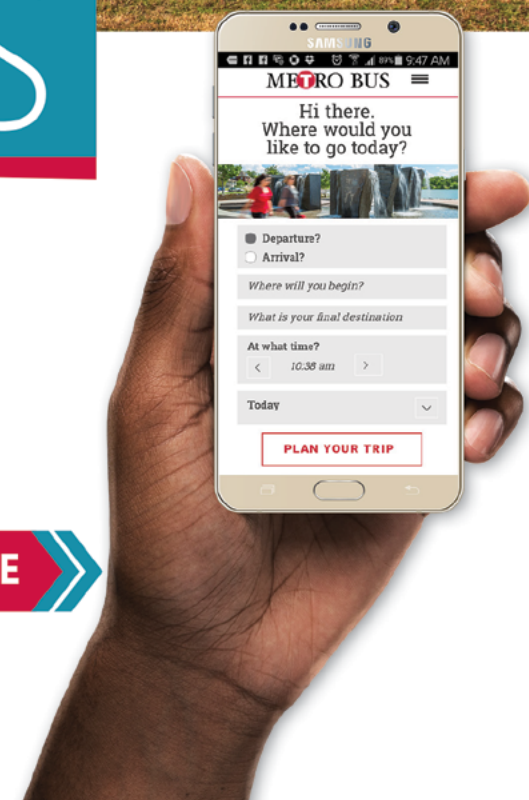 SAMSUNG
89% 9:47 AM
METRO BUS
Hi there.
Where would you
like to go today?
Departure?
Arrival?
Where will you begin?
What is your final destination
At what time?
10:38 am
Today
PLAN YOUR TRIP
E